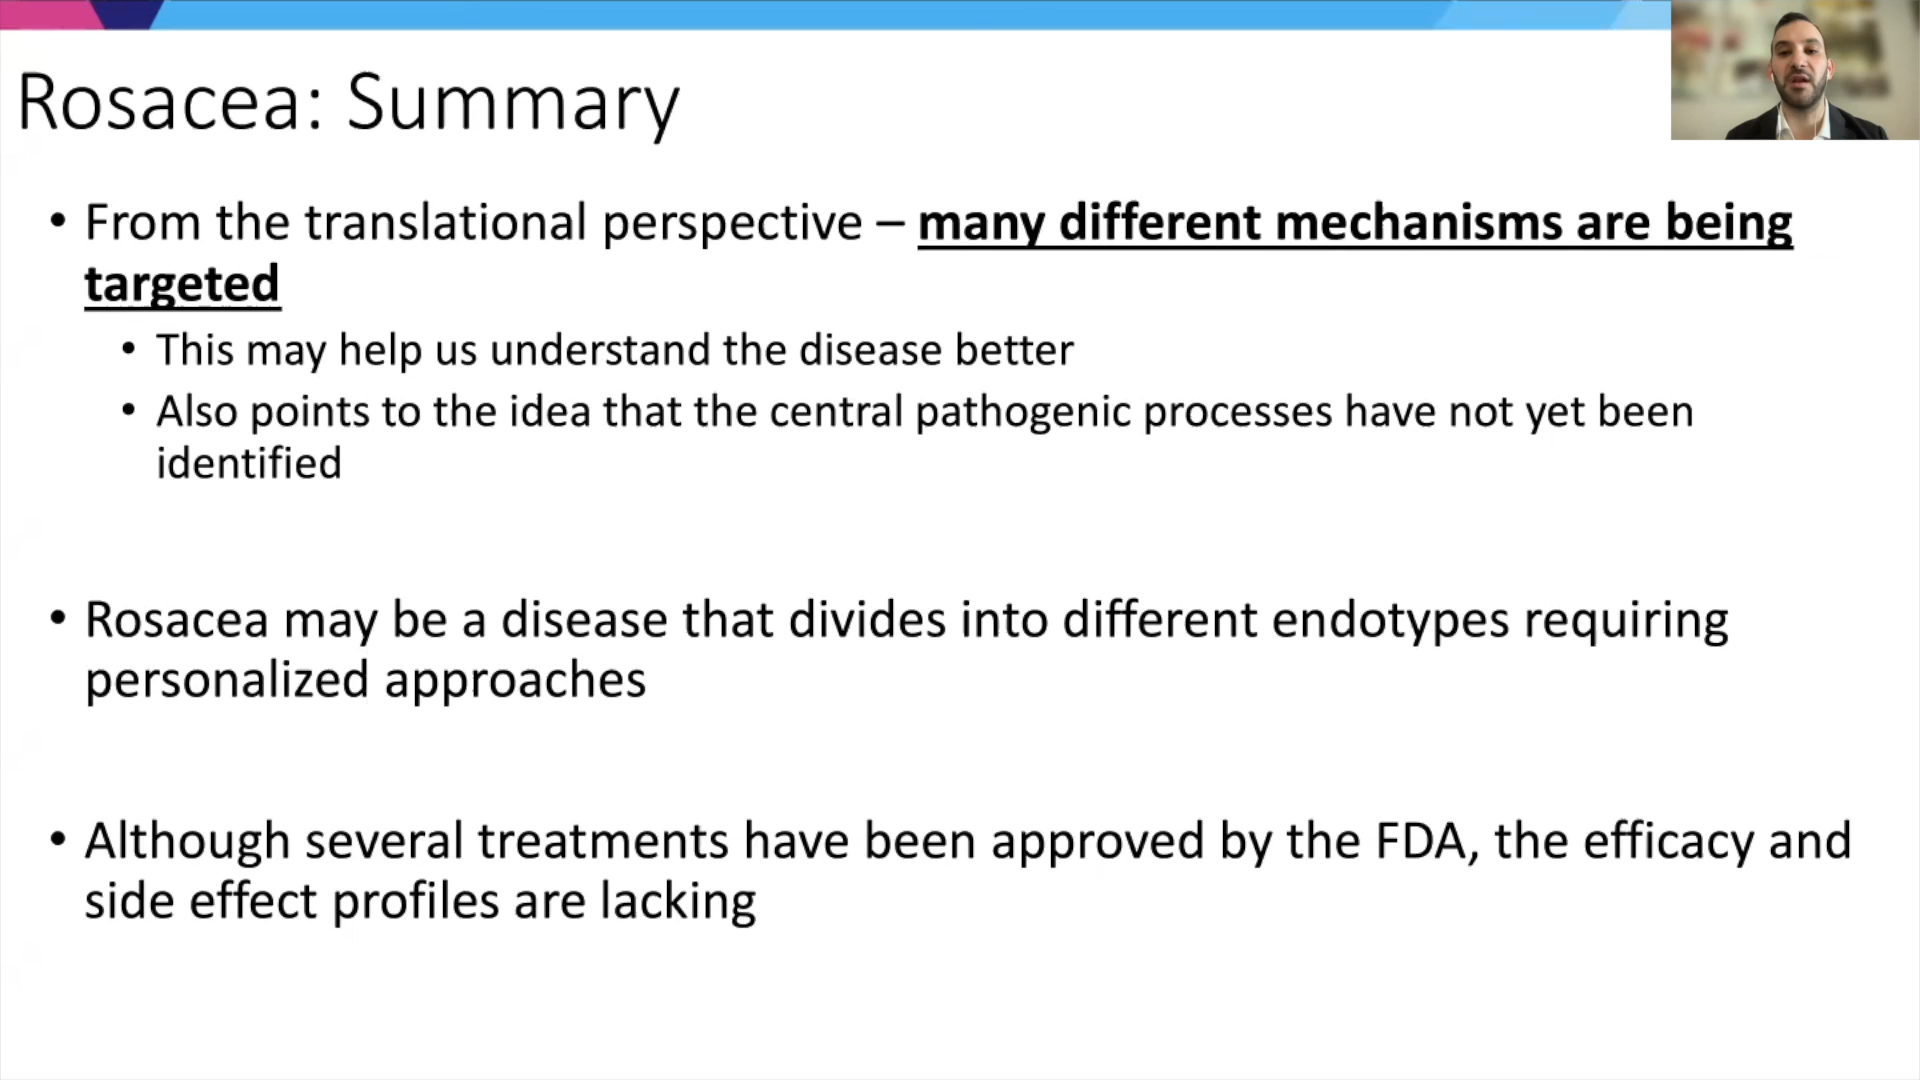 Rosacea: Summary
• From the translational perspective – many different mechanisms are being
targeted
• This may help us understand the disease better
• Also points to the idea that the central pathogenic processes have not yet been
identified
• Rosacea may be a disease that divides into different endotypes requiring
personalized approaches
• Although several treatments have been approved by the FDA, the efficacy and
side effect profiles are lacking